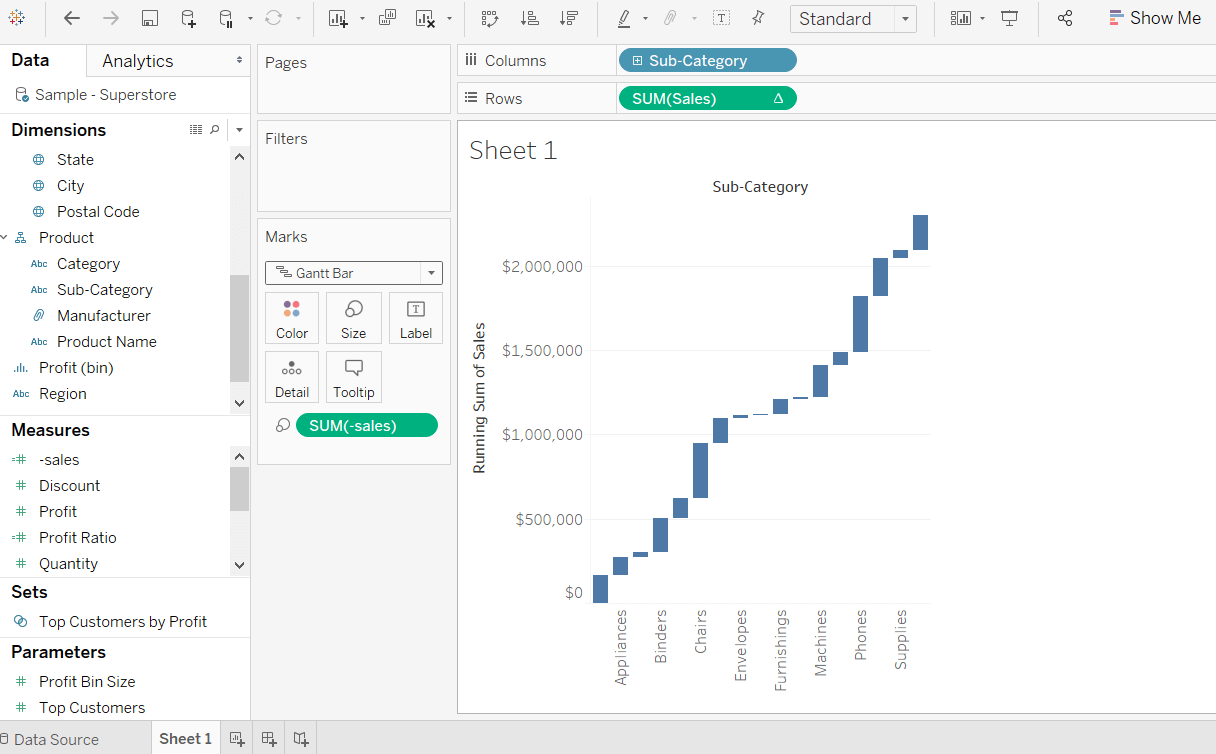 Standard
Show Me
Data
Analytics
Sample - Superstore
Dimensions
State
City
Postal Code
Product
Abc Category
Abc Sub-Category
Manufacturer
Abc Product Name
Profit (bin)
Abc Region
Measures
-sales
Discount
Profit
Profit Ratio
Quantity
Sets
Top Customers by Profit
Parameters
Profit Bin Size
Top Customers
Pages
Filters
Marks
Gantt Bar
Color
Size
T
Label
Detail
Tooltip
SUM(-sales)
Columns
Sub-Category
Rows
SUM(Sales) Δ
Sheet 1
Sub-Category
Running Sum of Sales
$2,000,000
$1,500,000
$1,000,000
$500,000
$0
Appliances
Binders
Chairs
Envelopes
Furnishings
Machines
Phones
Supplies
Data Source
Sheet 1